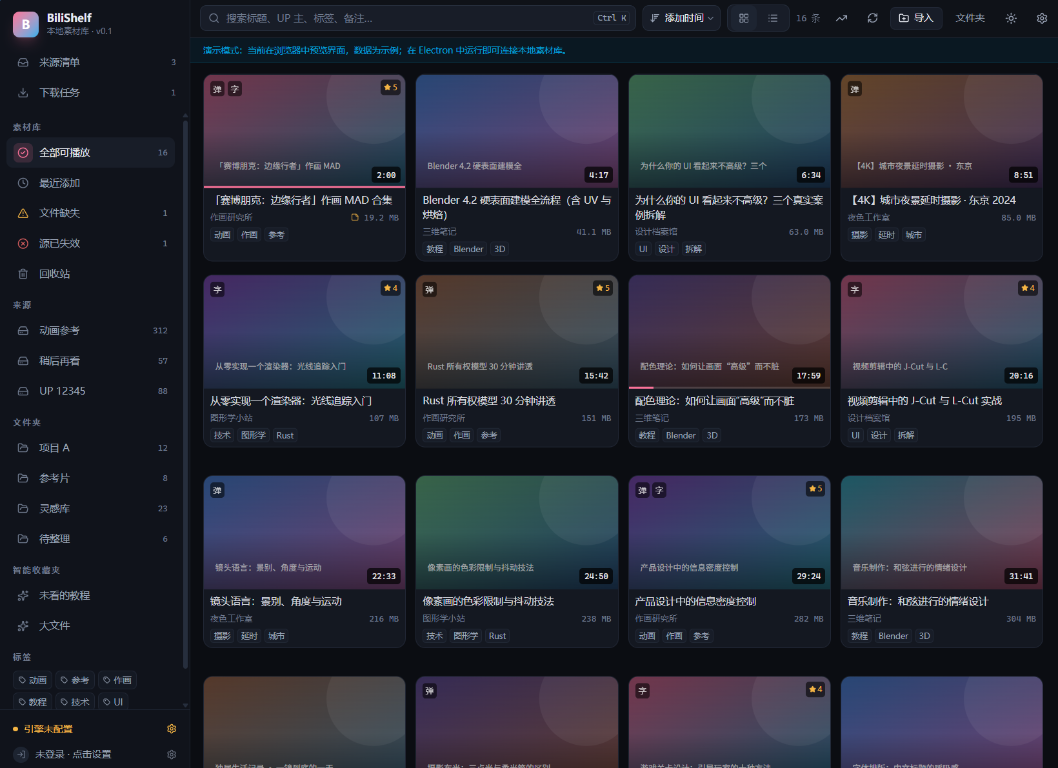 B
BiliShelf
本地素材库 · v0.1
来源清单 3
下载任务 1
素材库
全部可播放 16
最近添加
文件缺失 1
源已失效 1
回收站
来源
动画参考 312
稍后再看 57
UP 12345 88
文件夹
项目 A 12
参考片 8
灵感库 23
待整理 6
智能收藏夹
未看的教程
大文件
标签
动画 参考 作画
教程 技术 UI
引擎未配置
未登录 · 点击设置
搜索标题、UP 主、标签、备注… Ctrl K
添加时间
16 条
导入
文件夹
演示模式：当前在浏览器中预览界面，数据为示例；在 Electron 中运行即可连接本地素材库。
弹 字 5
「赛博朋克：边缘行者」作画 MAD
2:00
「赛博朋克：边缘行者」作画 MAD 合集
作画研究所 19.2 MB
动画 作画 参考
Blender 4.2 硬表面建模全
4:17
Blender 4.2 硬表面建模全流程（含 UV 与
烘焙）
三维笔记 41.1 MB
教程 Blender 3D
为什么你的 UI 看起来不高级？三个
6:34
为什么你的 UI 看起来不高级？三个真实案
例拆解
设计档案馆 63.0 MB
UI 设计 拆解
弹
【4K】城市夜景延时摄影 · 东京
8:51
【4K】城市夜景延时摄影 · 东京 2024
夜色工作室 85.0 MB
摄影 延时 城市
字 4
从零实现一个渲染器：光线追踪入门
11:08
从零实现一个渲染器：光线追踪入门
图形学小站 107 MB
技术 图形学 Rust
弹 5
Rust 所有权模型 30 分钟讲透
15:42
Rust 所有权模型 30 分钟讲透
作画研究所 151 MB
动画 作画 参考
配色理论：如何让画面“高级”而不脏
17:59
配色理论：如何让画面“高级”而不脏
三维笔记 173 MB
教程 Blender 3D
字 4
视频剪辑中的 J-Cut 与 L-C
20:16
视频剪辑中的 J-Cut 与 L-Cut 实战
设计档案馆 195 MB
UI 设计 拆解
弹
镜头语言：景别、角度与运动
22:33
镜头语言：景别、角度与运动
夜色工作室 216 MB
摄影 延时 城市
像素画的色彩限制与抖动技法
24:50
像素画的色彩限制与抖动技法
图形学小站 238 MB
技术 图形学 Rust
弹 字 5
产品设计中的信息密度控制
29:24
产品设计中的信息密度控制
作画研究所 282 MB
动画 作画 参考
音乐制作：和弦进行的情绪设计
31:41
音乐制作：和弦进行的情绪设计
三维笔记 304 MB
教程 Blender 3D
弹
字 4